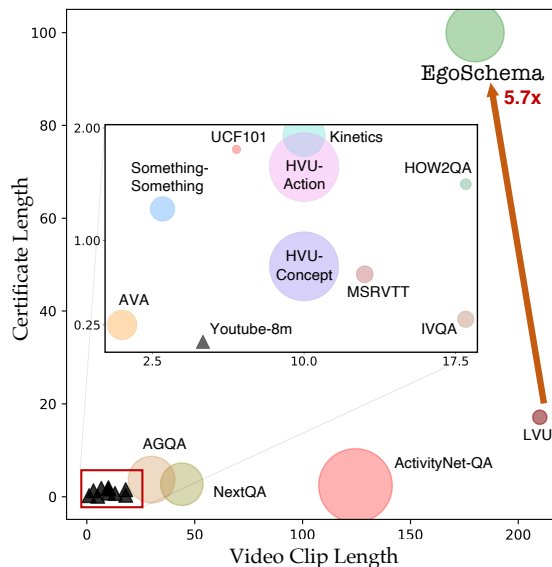 100
EgoSchema
5.7x
80
2.00
UCF101
Kinetics
Something-
Something
HVU-
Action
HOW2QA
60
1.00
HVU-
Concept
MSRVTT
40
AVA
Youtube-8m
IVQA
0.25
2.5
10.0
17.5
20
LVU
AGQA
ActivityNet-QA
NextQA
0
0
50
100
150
200
Certificate Length
Video Clip Length